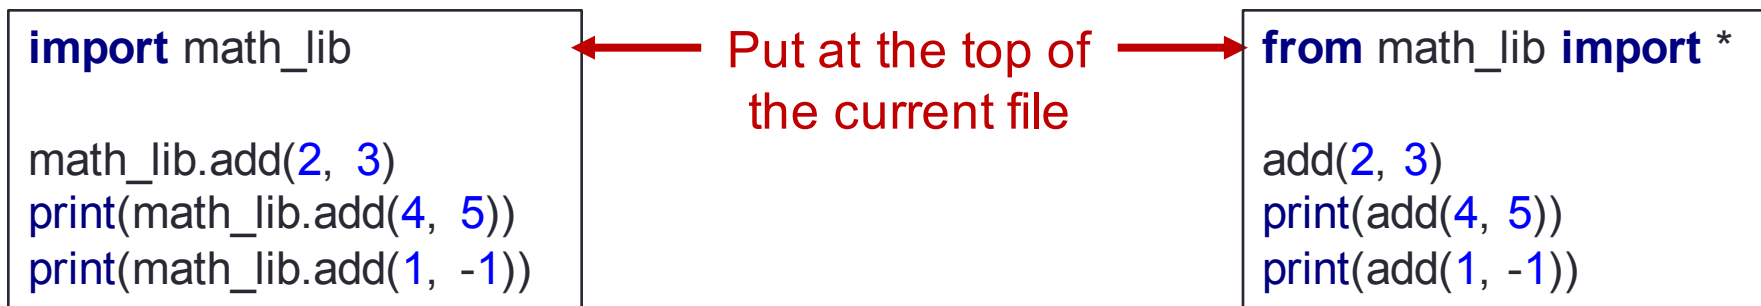 import math_lib
math_lib.add(2, 3)
print(math_lib.add(4, 5))
print(math_lib.add(1, -1))
Put at the top of
the current file
from math_lib import *
add(2, 3)
print(add(4, 5))
print(add(1, -1))